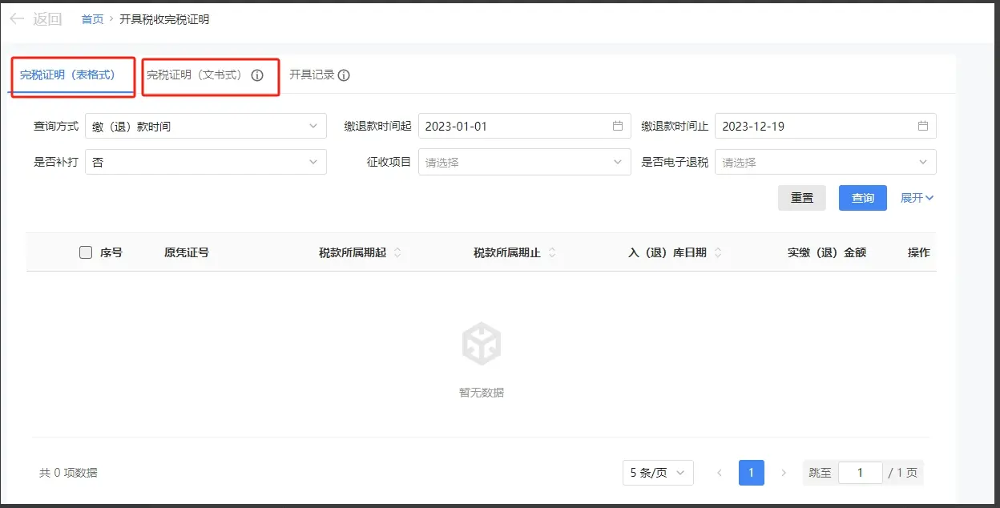 返回 首页 > 开具税收完税证明
完税证明（表格式） 完税证明（文书式） 开具记录
查询方式 缴（退）款时间 缴退款时间起 2023-01-01 缴退款时间止 2023-12-19
是否补打 否 征收项目 请选择 是否电子退税 请选择
重置 查询 展开
序号 原凭证号 税款所属期起 税款所属期止 入（退）库日期 实缴（退）金额 操作
暂无数据
共 0 项数据 5 条/页 < 1 > 跳至 1 / 1 页